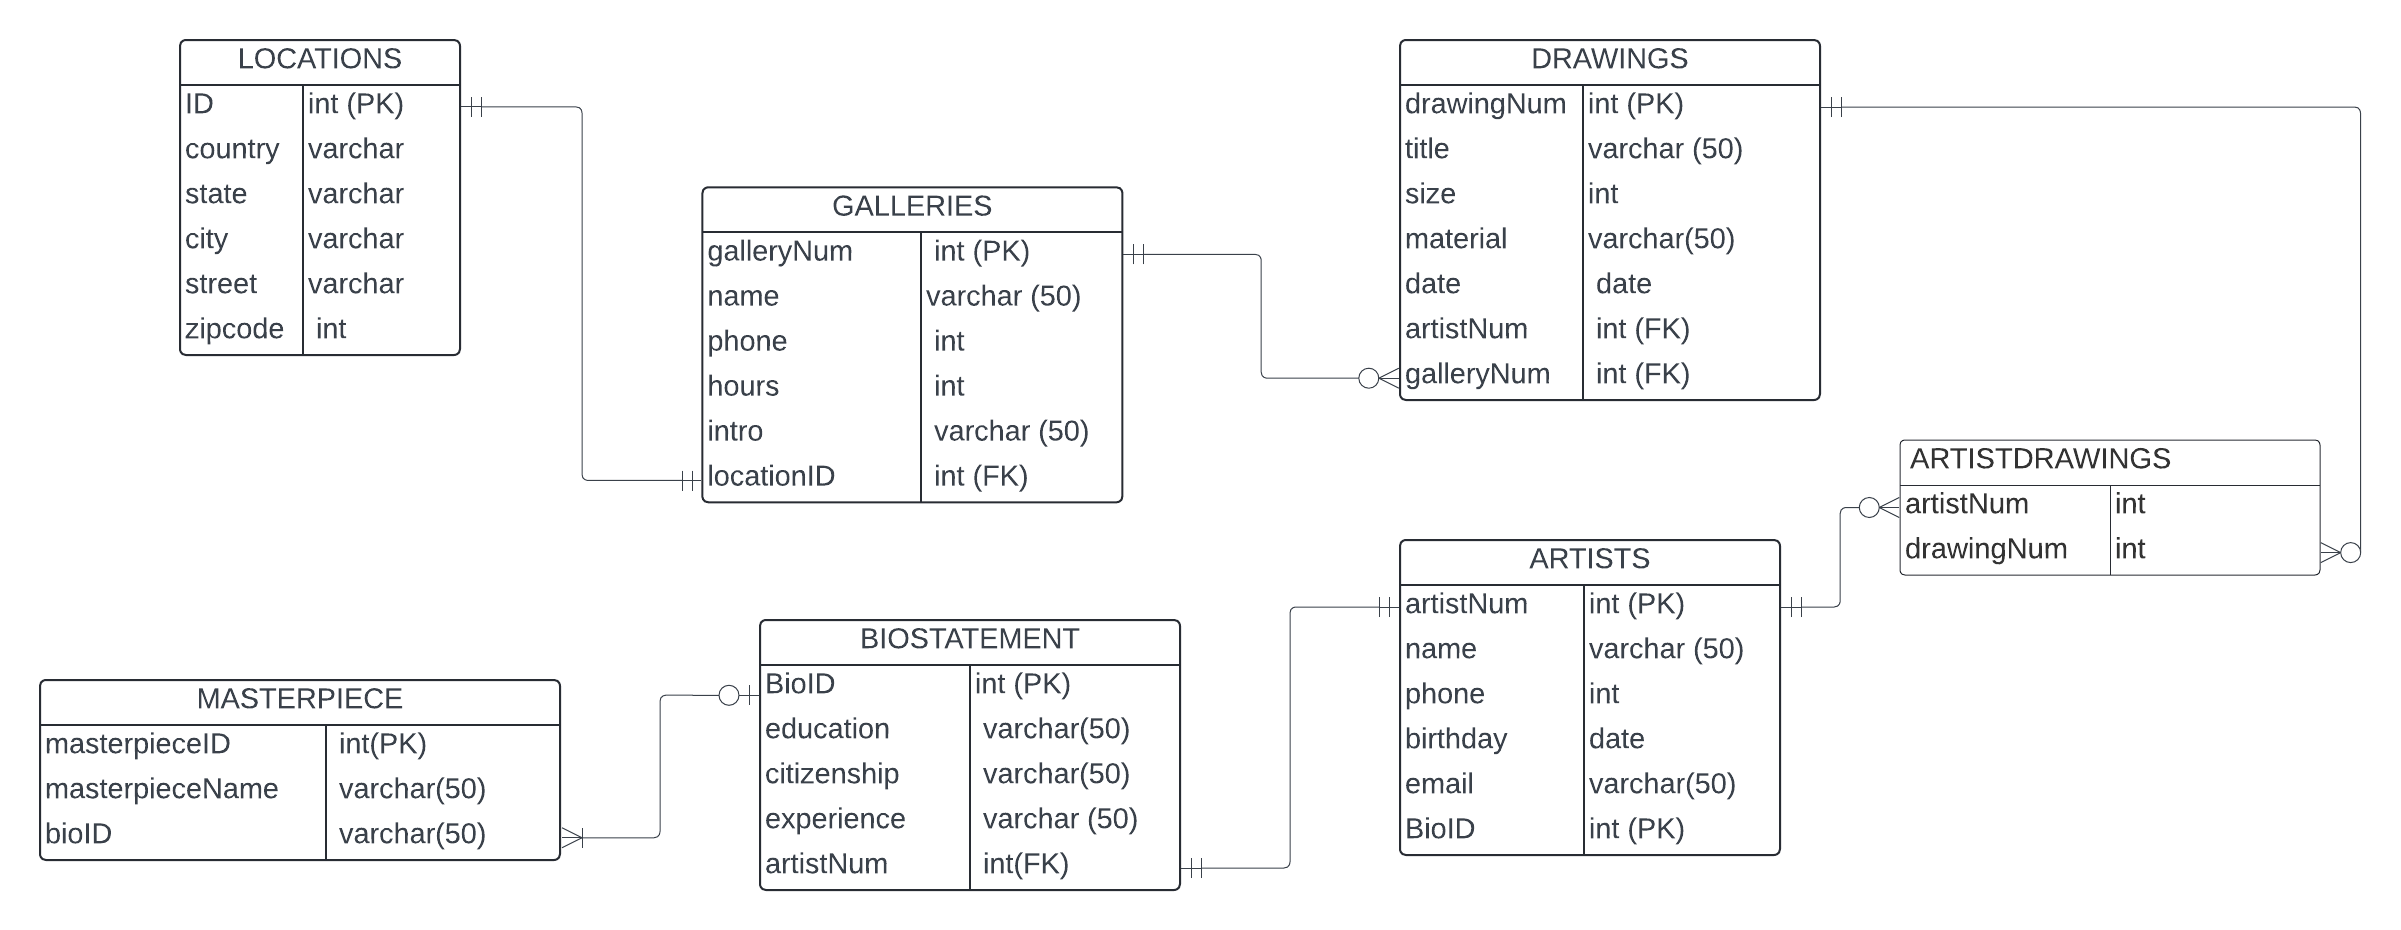 LOCATIONS
ID int (PK)
country varchar
state varchar
city varchar
street varchar
zipcode int
GALLERIES
galleryNum int (PK)
name varchar (50)
phone int
hours int
intro varchar (50)
locationID int (FK)
DRAWINGS
drawingNum int (PK)
title varchar (50)
size int
material varchar(50)
date date
artistNum int (FK)
galleryNum int (FK)
ARTISTDRAWINGS
artistNum int
drawingNum int
ARTISTS
artistNum int (PK)
name varchar (50)
phone int
birthday date
email varchar(50)
BioID int (PK)
BIOSTATEMENT
BioID int (PK)
education varchar(50)
citizenship varchar(50)
experience varchar (50)
artistNum int(FK)
MASTERPIECE
masterpieceID int(PK)
masterpieceName varchar(50)
bioID varchar(50)